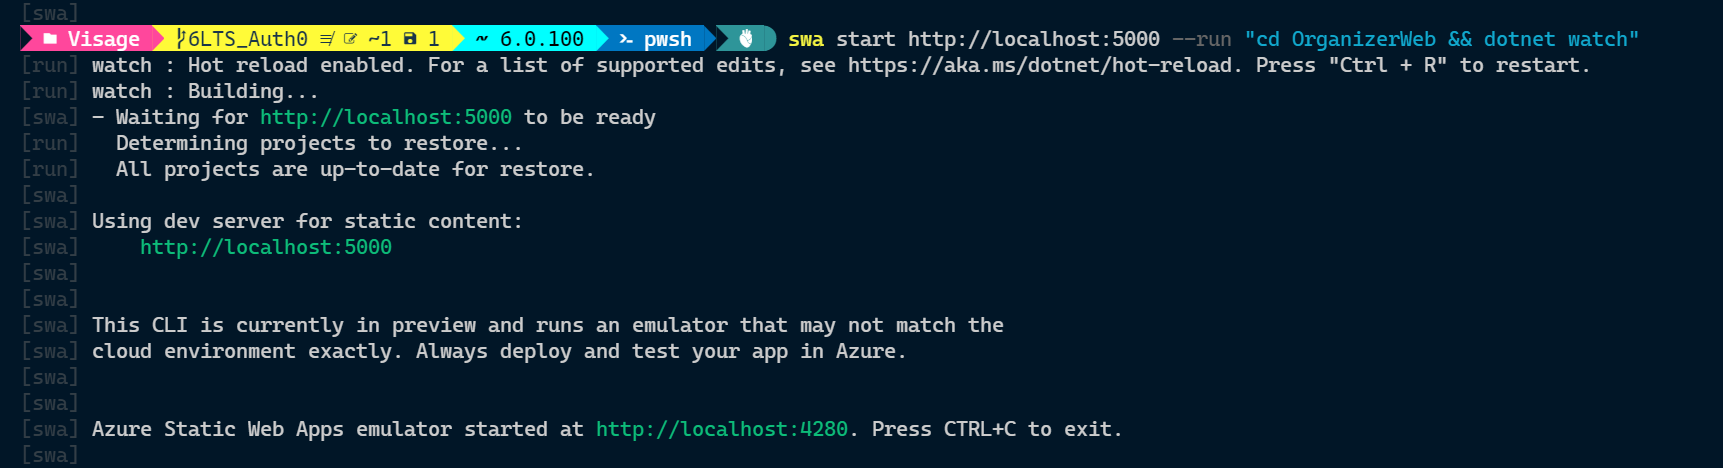 [swa]
Visage 6LTS_Auth0 ≢ ~1 1 ~ 6.0.100 pwsh swa start http://localhost:5000 --run "cd OrganizerWeb && dotnet watch"
[run] watch : Hot reload enabled. For a list of supported edits, see https://aka.ms/dotnet/hot-reload. Press "Ctrl + R" to restart.
[run] watch : Building...
[swa] - Waiting for http://localhost:5000 to be ready
[run] Determining projects to restore...
[run] All projects are up-to-date for restore.
[swa]
[swa] Using dev server for static content:
[swa] http://localhost:5000
[swa]
[swa]
[swa] This CLI is currently in preview and runs an emulator that may not match the
[swa] cloud environment exactly. Always deploy and test your app in Azure.
[swa]
[swa]
[swa] Azure Static Web Apps emulator started at http://localhost:4280. Press CTRL+C to exit.
[swa]